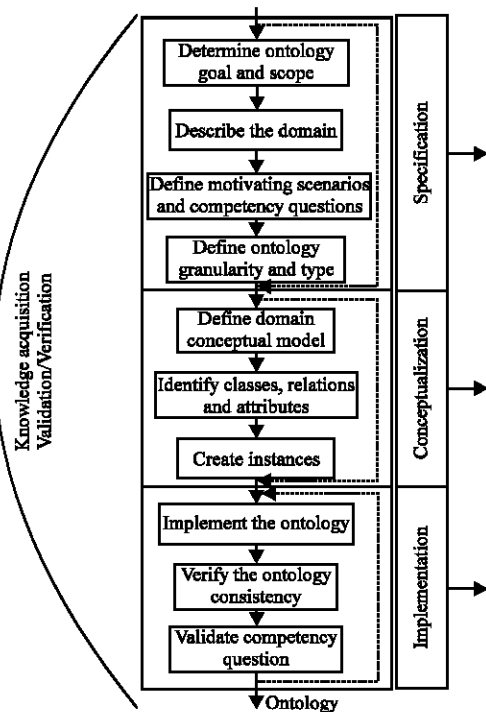 Determine ontology
goal and scope
Describe the domain
Define motivating scenarios
and competency questions
Define ontology
granularity and type
Specification
Define domain
conceptual model
Identify classes, relations
and attributes
Create instances
Conceptualization
Knowledge acquisition
Validation/Verification
Implement the ontology
Verify the ontology
consistency
Validate competency
question
Implementation
Ontology